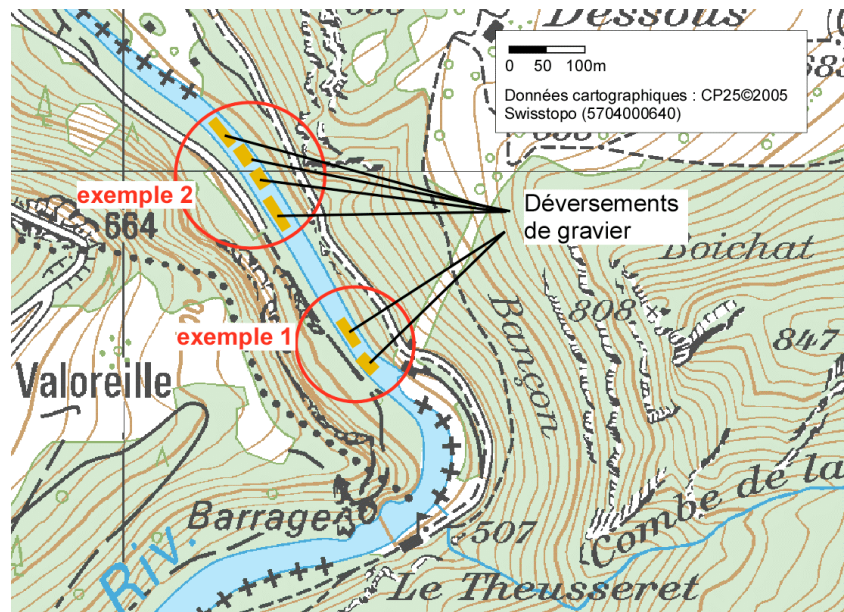 Dessous
0 50 100m
Données cartographiques : CP25©2005
Swisstopo (5704000640)
exemple 2
664
Déversements
de gravier
Boichat
808
847
exemple 1
Valoreille
Bançon
Combe de la
Barrage
507
Riv.
Le Theusseret